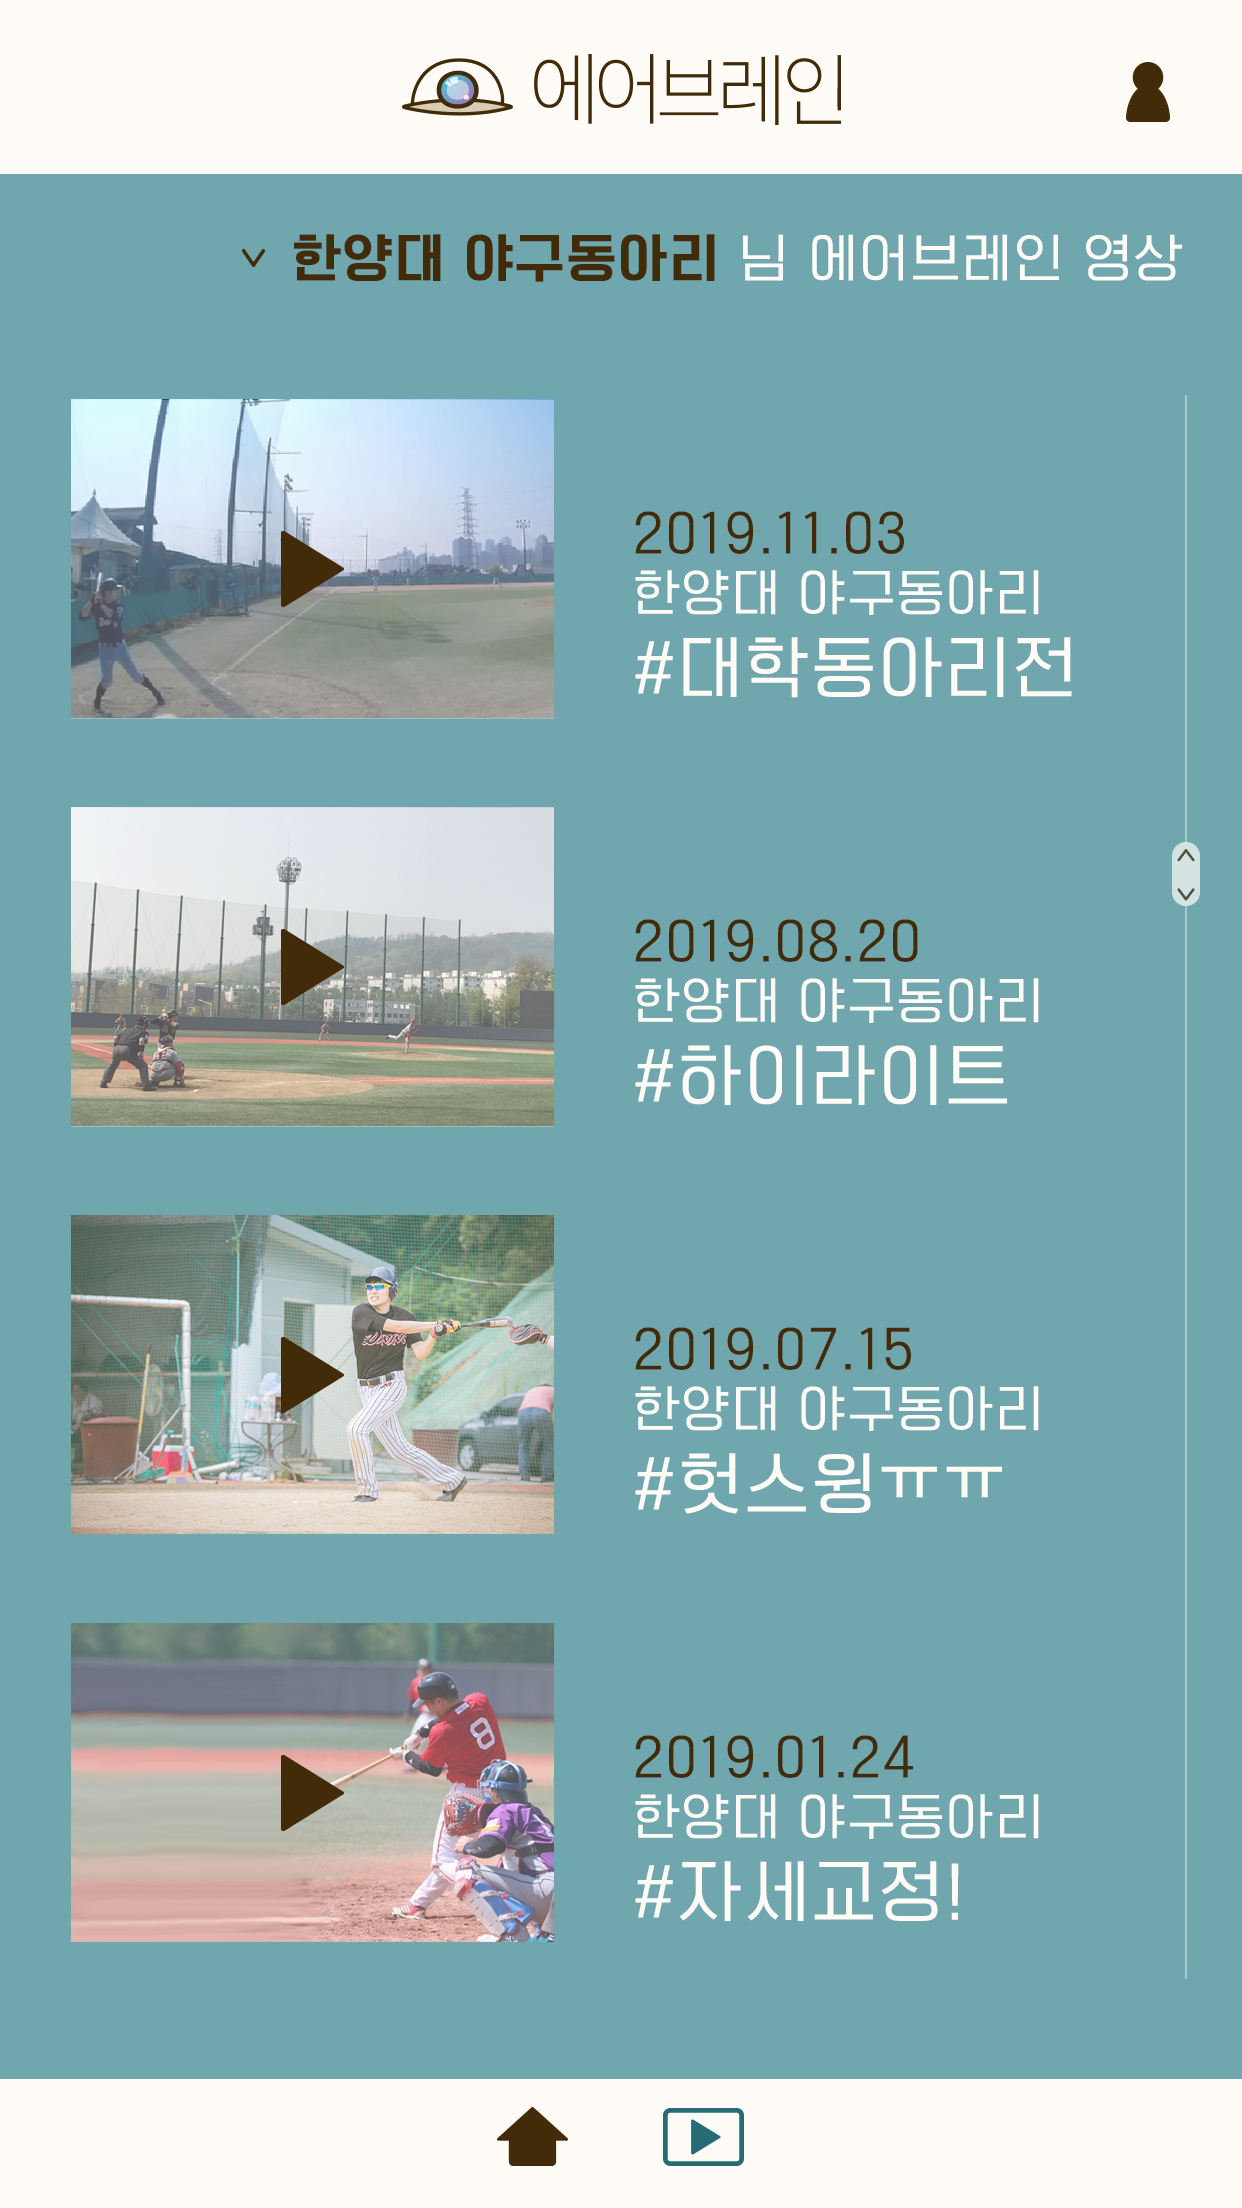 에어브레인
한양대 야구동아리 님 에어브레인 영상
2019.11.03
한양대 야구동아리
#대학동아리전
2019.08.20
한양대 야구동아리
#하이라이트
2019.07.15
한양대 야구동아리
#헛스윙ㅠㅠ
2019.01.24
한양대 야구동아리
8
#자세교정!